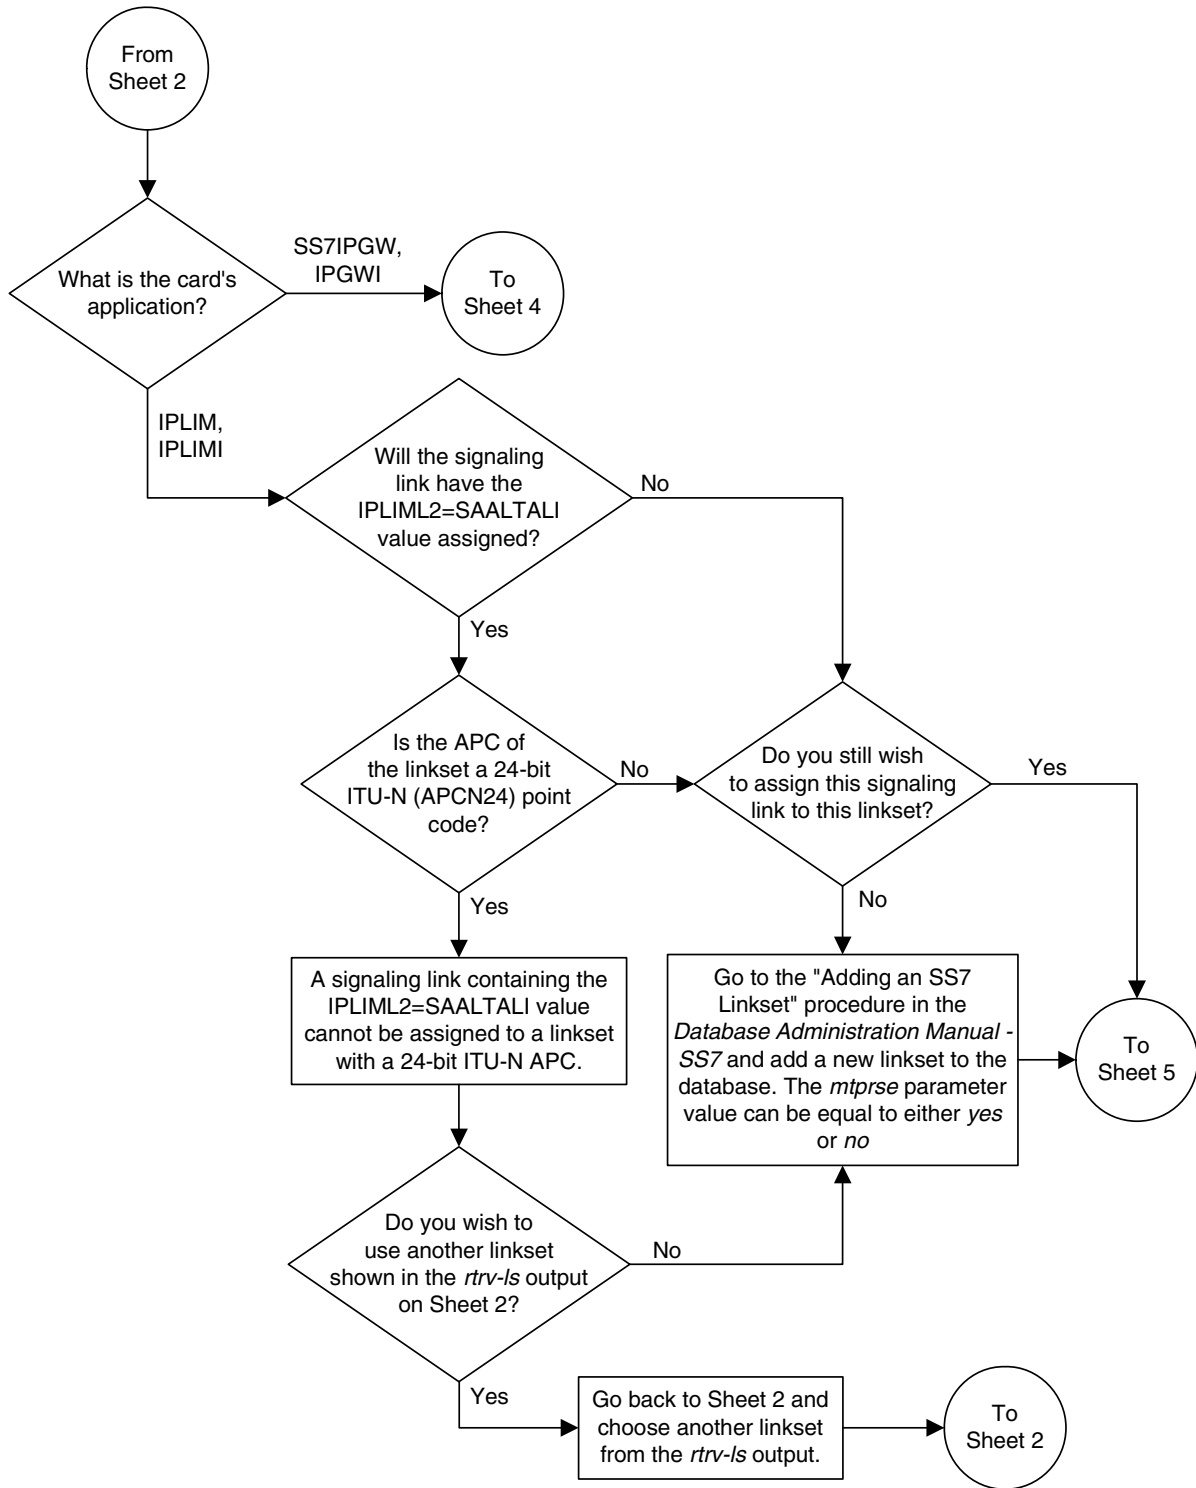 From
Sheet 2
What is the card's
application?
SS7IPGW,
IPGWI
To
Sheet 4
IPLIM,
IPLIMI
Will the signaling
link have the
IPLIML2=SAALTALI
value assigned?
No
Yes
Is the APC of
the linkset a 24-bit
ITU-N (APCN24) point
code?
No
Do you still wish
to assign this signaling
link to this linkset?
Yes
Yes
No
A signaling link containing the
IPLIML2=SAALTALI value
cannot be assigned to a linkset
with a 24-bit ITU-N APC.
Go to the "Adding an SS7
Linkset" procedure in the
Database Administration Manual -
SS7 and add a new linkset to the
database. The mtprse parameter
value can be equal to either yes
or no
To
Sheet 5
Do you wish to
use another linkset
shown in the rtrv-ls output
on Sheet 2?
No
Yes
Go back to Sheet 2 and
choose another linkset
from the rtrv-ls output.
To
Sheet 2